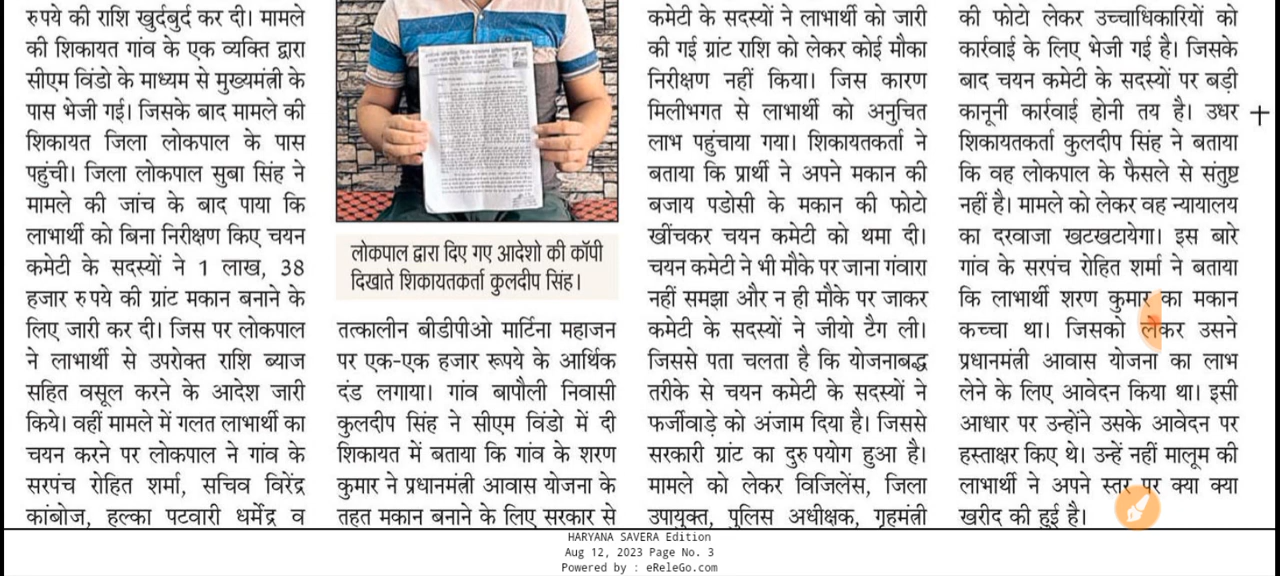 रुपये की राशि खुर्दबुर्द कर दी। मामले
की शिकायत गांव के एक व्यक्ति द्वारा
सीएम विंडो के माध्यम से मुख्यमंत्री के
पास भेजी गई। जिसके बाद मामले की
शिकायत जिला लोकपाल के पास
पहुंची। जिला लोकपाल सुबा सिंह ने
मामले की जांच के बाद पाया कि
लाभार्थी को बिना निरीक्षण किए चयन
कमेटी के सदस्यों ने 1 लाख, 38
हजार रुपये की ग्रांट मकान बनाने के
लिए जारी कर दी। जिस पर लोकपाल
ने लाभार्थी से उपरोक्त राशि ब्याज
सहित वसूल करने के आदेश जारी
किये। वहीं मामले में गलत लाभार्थी का
चयन करने पर लोकपाल ने गांव के
सरपंच रोहित शर्मा, सचिव विरेंद्र
कांबोज, हल्का पटवारी धर्मेंद्र व
लोकपाल द्वारा दिए गए आदेशो की कॉपी
दिखाते शिकायतकर्ता कुलदीप सिंह।
तत्कालीन बीडीपीओ मार्टिना महाजन
पर एक-एक हजार रूपये के आर्थिक
दंड लगाया। गांव बापौली निवासी
कुलदीप सिंह ने सीएम विंडो में दी
शिकायत में बताया कि गांव के शरण
कुमार ने प्रधानमंत्री आवास योजना के
तहत मकान बनाने के लिए सरकार से
कमेटी के सदस्यों ने लाभार्थी को जारी
की गई ग्रांट राशि को लेकर कोई मौका
निरीक्षण नहीं किया। जिस कारण
मिलीभगत से लाभार्थी को अनुचित
लाभ पहुंचाया गया। शिकायतकर्ता ने
बताया कि प्रार्थी ने अपने मकान की
बजाय पडोसी के मकान की फोटो
खींचकर चयन कमेटी को थमा दी।
चयन कमेटी ने भी मौके पर जाना गंवारा
नहीं समझा और न ही मौके पर जाकर
कमेटी के सदस्यों ने जीयो टैग ली।
जिससे पता चलता है कि योजनाबद्ध
तरीके से चयन कमेटी के सदस्यों ने
फर्जीवाड़े को अंजाम दिया है। जिससे
सरकारी ग्रांट का दुरुपयोग हुआ है।
मामले को लेकर विजिलेंस, जिला
उपायुक्त, पुलिस अधीक्षक, गृहमंत्री
की फोटो लेकर उच्चाधिकारियों को
कार्रवाई के लिए भेजी गई है। जिसके
बाद चयन कमेटी के सदस्यों पर बड़ी
कानूनी कार्रवाई होनी तय है। उधर
शिकायतकर्ता कुलदीप सिंह ने बताया
कि वह लोकपाल के फैसले से संतुष्ट
नहीं है। मामले को लेकर वह न्यायालय
का दरवाजा खटखटायेगा। इस बारे
गांव के सरपंच रोहित शर्मा ने बताया
कि लाभार्थी शरण कुमार का मकान
कच्चा था। जिसको लेकर उसने
प्रधानमंत्री आवास योजना का लाभ
लेने के लिए आवेदन किया था। इसी
आधार पर उन्होंने उसके आवेदन पर
हस्ताक्षर किए थे। उन्हें नहीं मालूम की
लाभार्थी ने अपने स्तर पर क्या क्या
खरीद की हुई है।
HARYANA SAVERA Edition
Aug 12, 2023 Page No. 3
Powered by : eReleGo.com